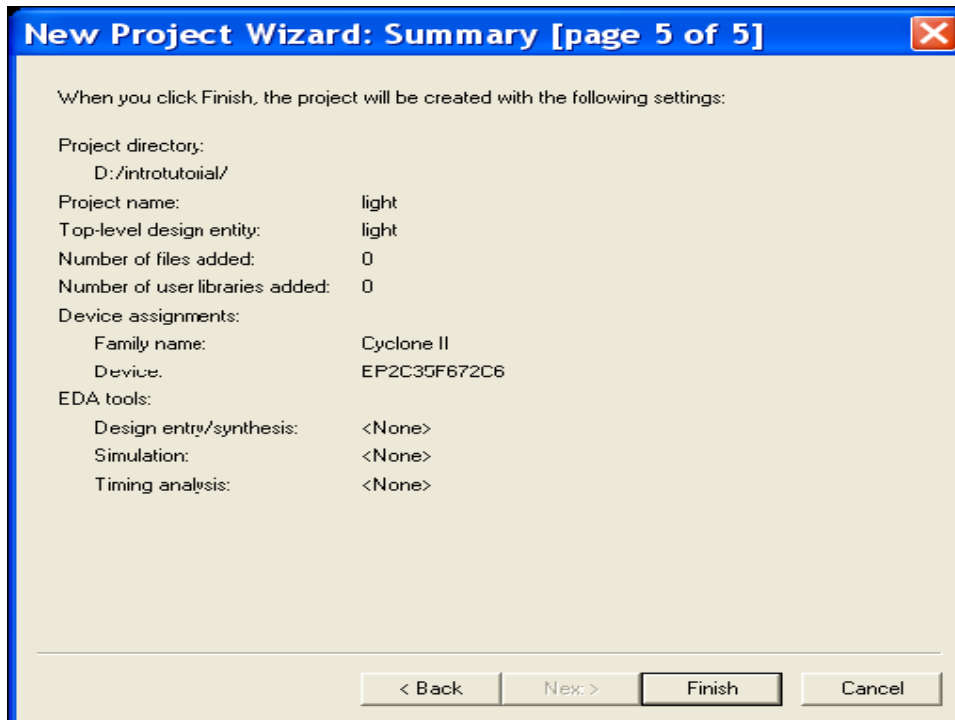 New Project Wizard: Summary [page 5 of 5]
When you click Finish, the project will be created with the following settings:
Project directory:
D:/introtutorial/
Project name: light
Top-level design entity: light
Number of files added: 0
Number of user libraries added: 0
Device assignments:
Family name: Cyclone II
Device: EP2C35F672C6
EDA tools:
Design entry/synthesis: <None>
Simulation: <None>
Timing analysis: <None>
< Back Next > Finish Cancel